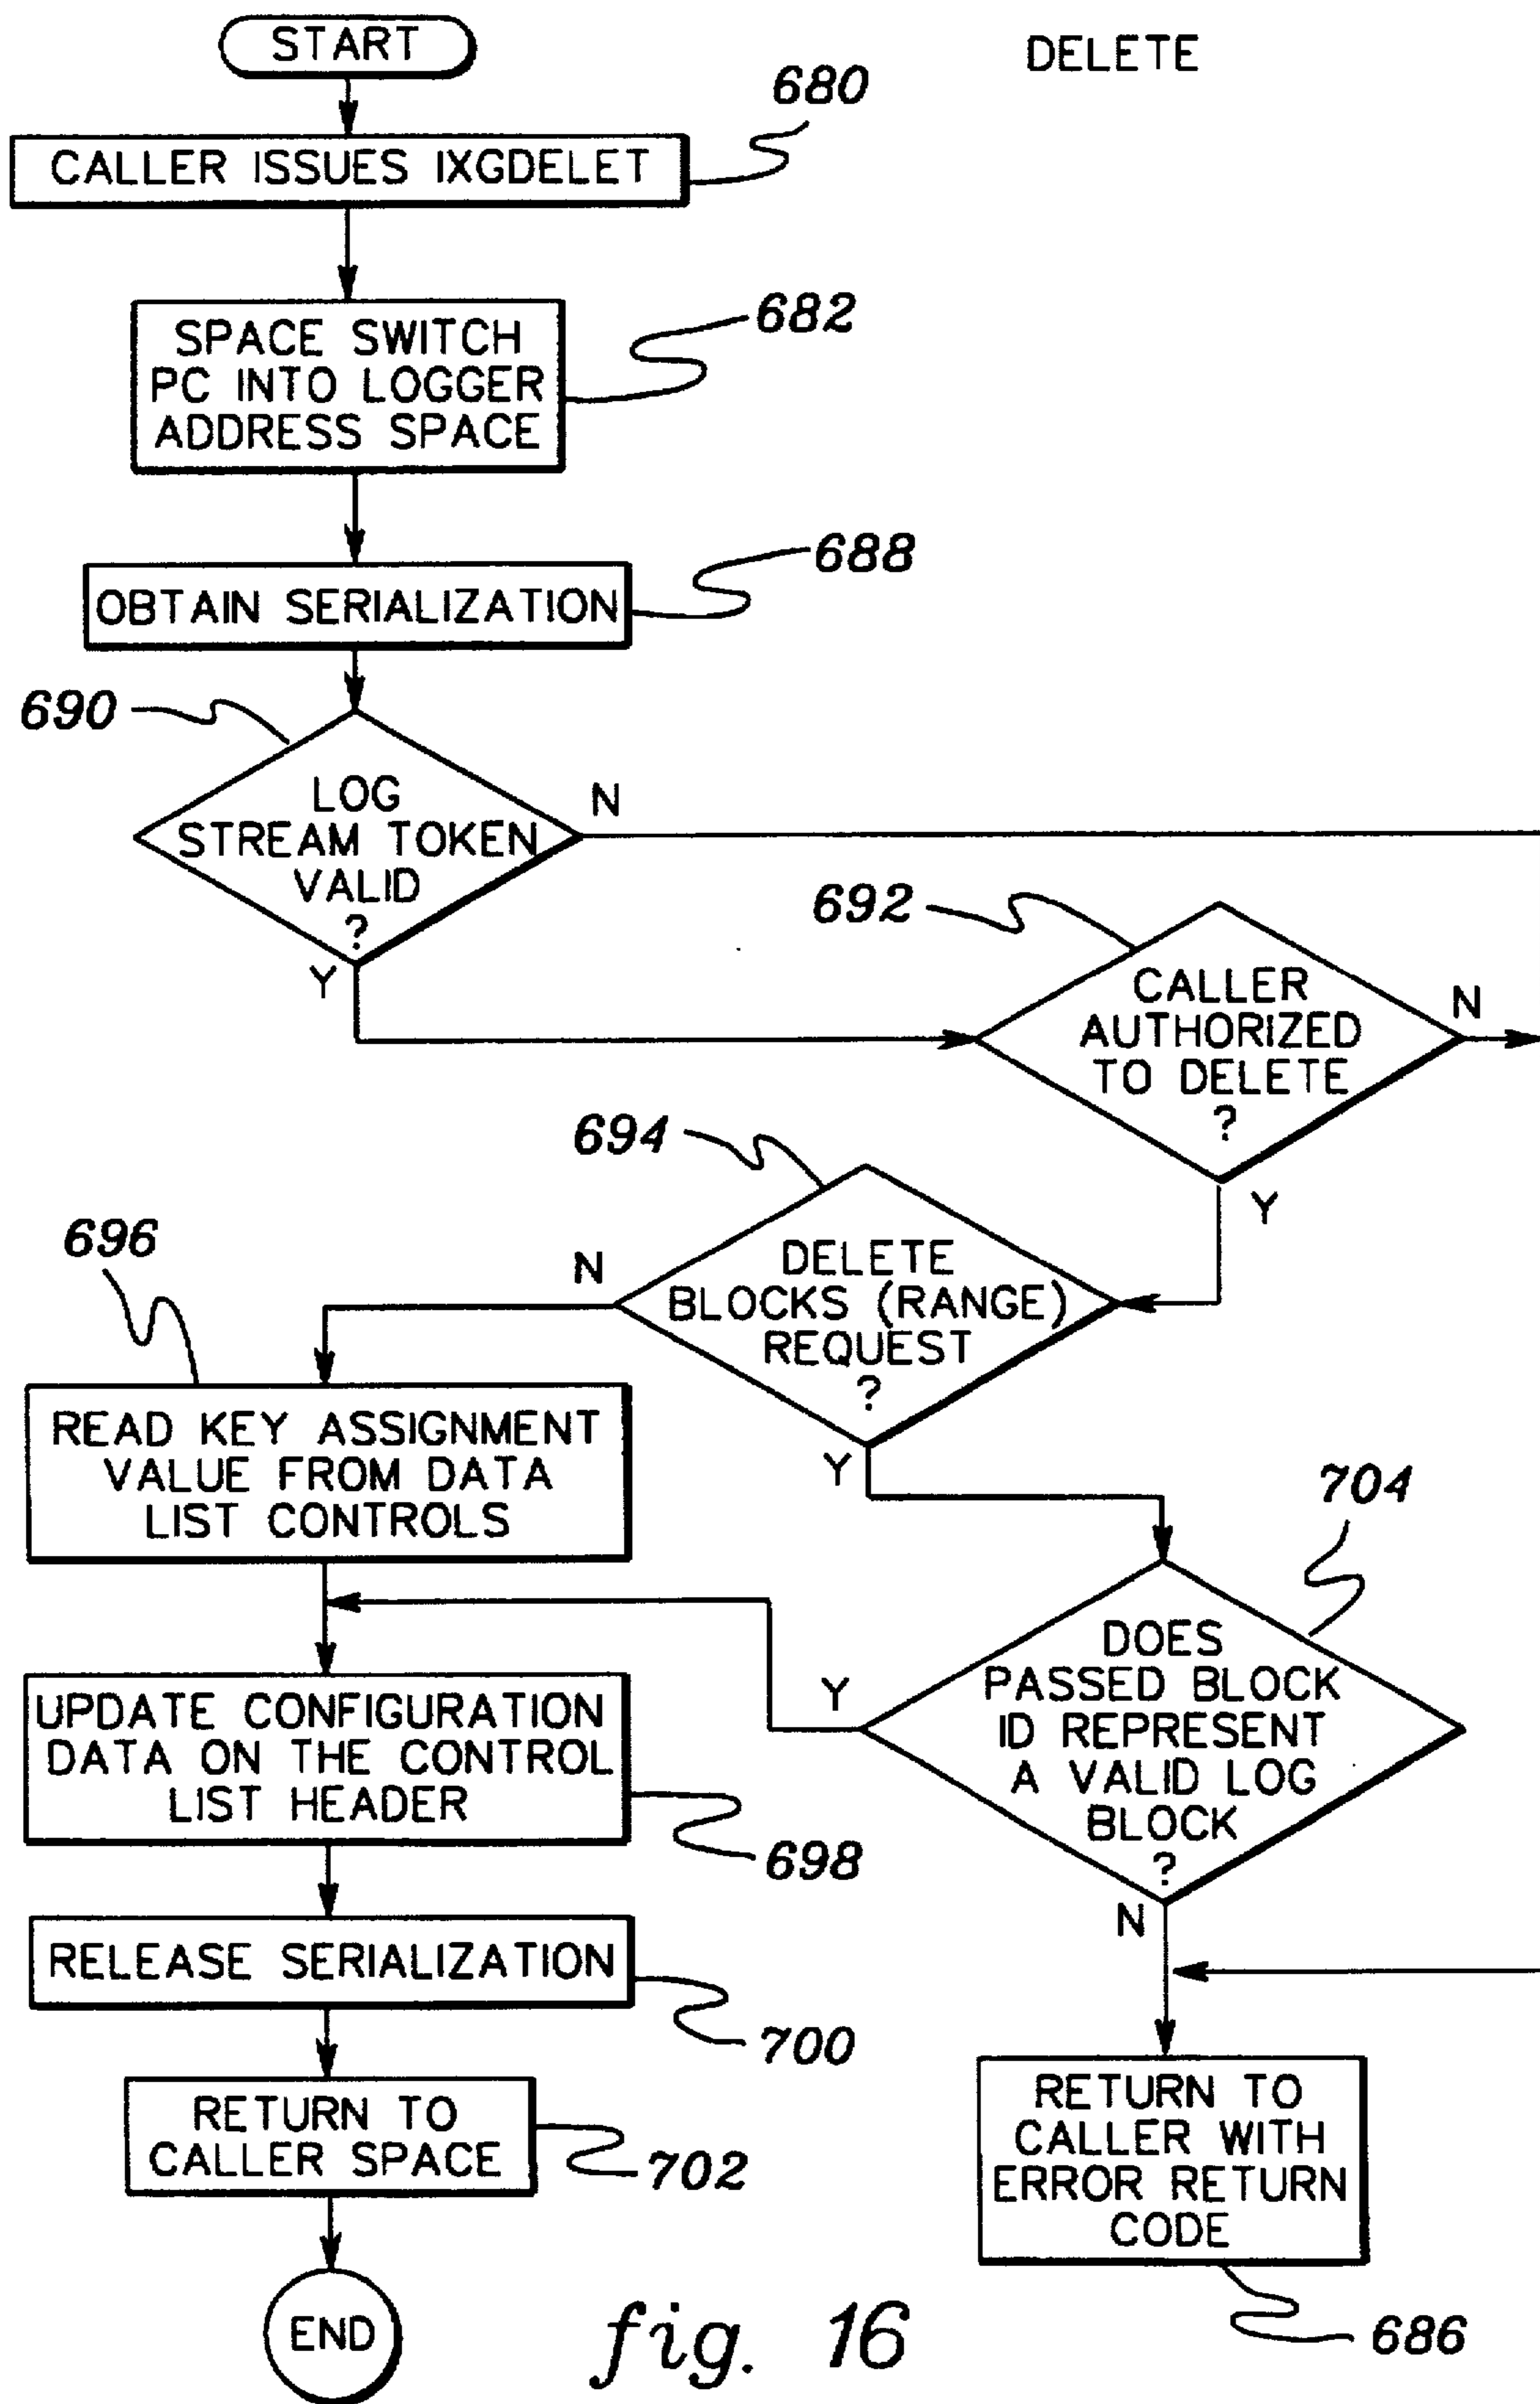 START
DELETE
680
CALLER ISSUES IXGDELET
682
SPACE SWITCH
PC INTO LOGGER
ADDRESS SPACE
688
OBTAIN SERIALIZATION
690
LOG
STREAM TOKEN
VALID
?
N
Y
692
CALLER
AUTHORIZED
TO DELETE
?
N
Y
694
DELETE
BLOCKS (RANGE)
REQUEST
?
N
Y
696
READ KEY ASSIGNMENT
VALUE FROM DATA
LIST CONTROLS
704
DOES
PASSED BLOCK
ID REPRESENT
A VALID LOG
BLOCK
?
Y
N
UPDATE CONFIGURATION
DATA ON THE CONTROL
LIST HEADER
698
RELEASE SERIALIZATION
700
RETURN TO
CALLER SPACE
702
RETURN TO
CALLER WITH
ERROR RETURN
CODE
686
END
fig. 16